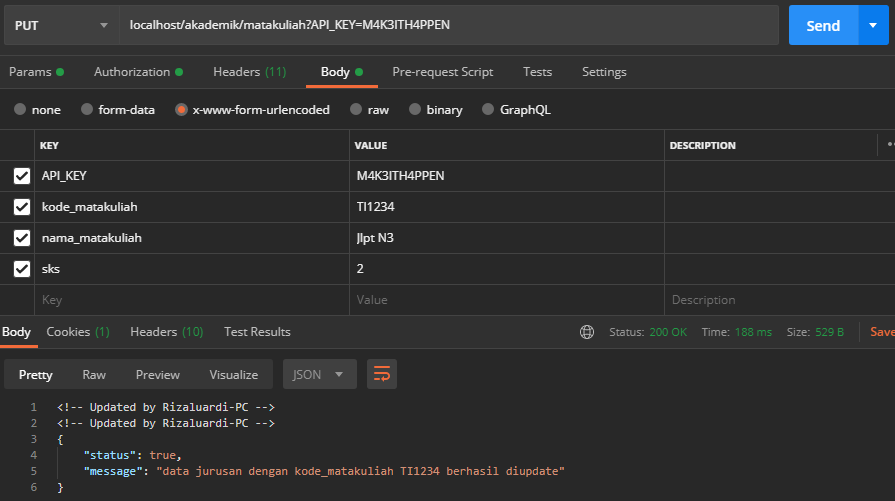 PUT localhost/akademik/matakuliah?API_KEY=M4K3ITH4PPEN Send
Params Authorization Headers (11) Body Pre-request Script Tests Settings
none form-data x-www-form-urlencoded raw binary GraphQL
KEY VALUE DESCRIPTION
API_KEY M4K3ITH4PPEN
kode_matakuliah TI1234
nama_matakuliah Jlpt N3
sks 2
Key Value Description
Body Cookies (1) Headers (10) Test Results Status: 200 OK Time: 188 ms Size: 529 B Save
Pretty Raw Preview Visualize JSON
1 <!-- Updated by Rizaluardi-PC -->
2 <!-- Updated by Rizaluardi-PC -->
3 {
4 "status": true,
5 "message": "data jurusan dengan kode_matakuliah TI1234 berhasil diupdate"
6 }